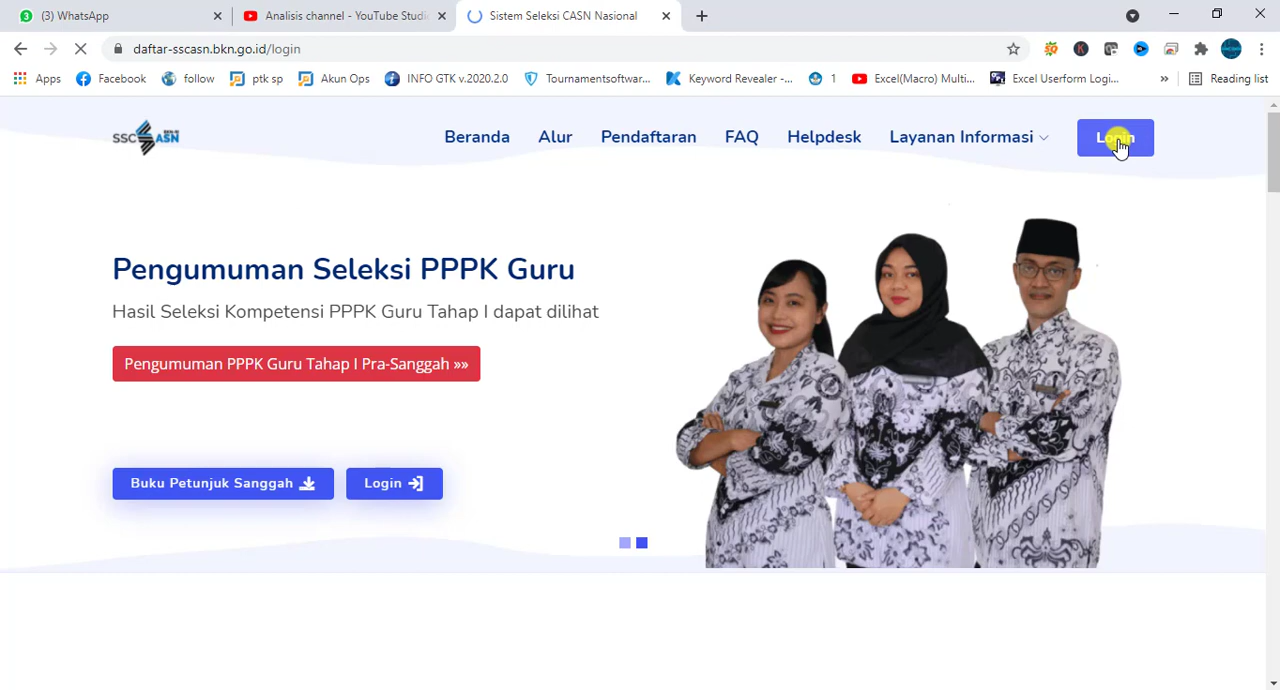 (3) WhatsApp
Analisis channel - YouTube Studi
Sistem Seleksi CASN Nasional
daftar-sscasn.bkn.go.id/login
Apps
Facebook
follow
ptk sp
Akun Ops
INFO GTK v.2020.2.0
Tournamentsoftwar...
Keyword Revealer -...
1
Excel(Macro) Multi...
Excel Userform Logi...
»
Reading list
SSC ASN
Beranda
Alur
Pendaftaran
FAQ
Helpdesk
Layanan Informasi
Login
Pengumuman Seleksi PPPK Guru
Hasil Seleksi Kompetensi PPPK Guru Tahap I dapat dilihat
Pengumuman PPPK Guru Tahap I Pra-Sanggah »»
Buku Petunjuk Sanggah
Login